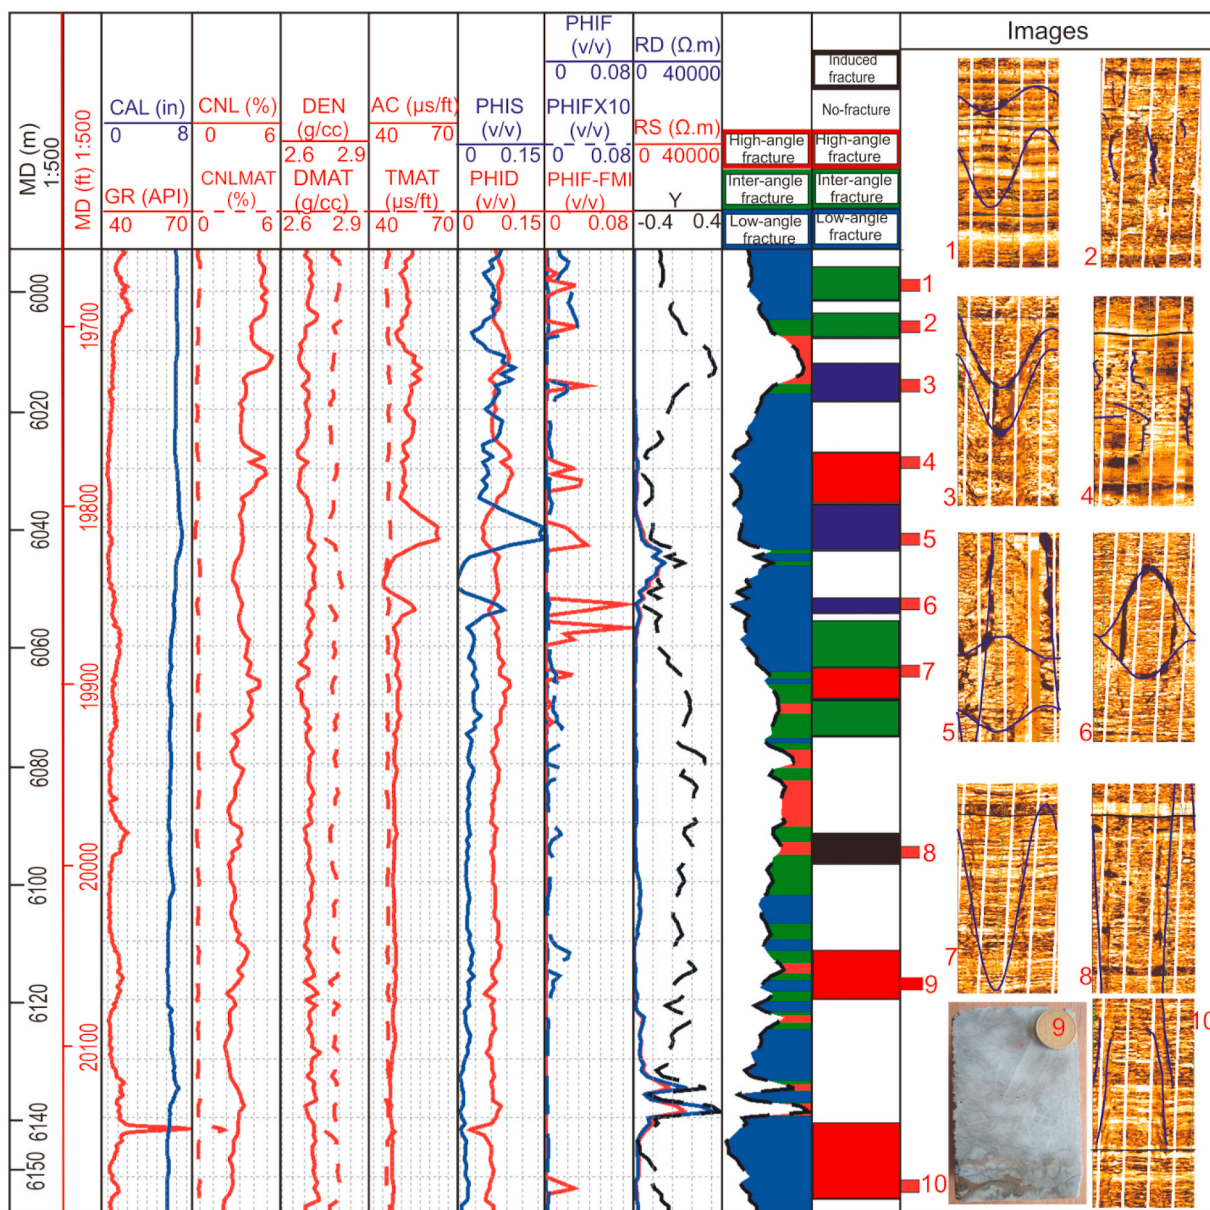 MD (m)
1:500
MD (ft) 1:500
CAL (in)
0 8
GR (API)
40 70
CNL (%)
0 6
CNLMAT
(%)
0 6
DEN
(g/cc)
2.6 2.9
DMAT
(g/cc)
2.6 2.9
AC (µs/ft)
40 70
TMAT
(µs/ft)
40 70
PHIS
(v/v)
0 0.15
PHID
(v/v)
0 0.15
PHIF
(v/v)
0 0.08
PHIFX10
(v/v)
0 0.08
PHIF-FMI
(v/v)
0 0.08
RD (Ω.m)
0 40000
RS (Ω.m)
0 40000
Y
-0.4 0.4
High-angle
fracture
Inter-angle
fracture
Low-angle
fracture
Induced
fracture
No-fracture
High-angle
fracture
Inter-angle
fracture
Low-angle
fracture
Images
6000
6020
6040
6060
6080
6100
6120
6140
6150
19700
19800
19900
20000
20100
1
2
3
4
5
6
7
8
9
10
1
2
3
4
5
6
7
8
9
10